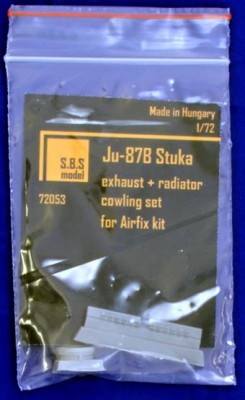 Made in Hungary
1/72
S.B.S
model
Ju-87B Stuka
72053
exhaust + radiator
cowling set
for Airfix kit